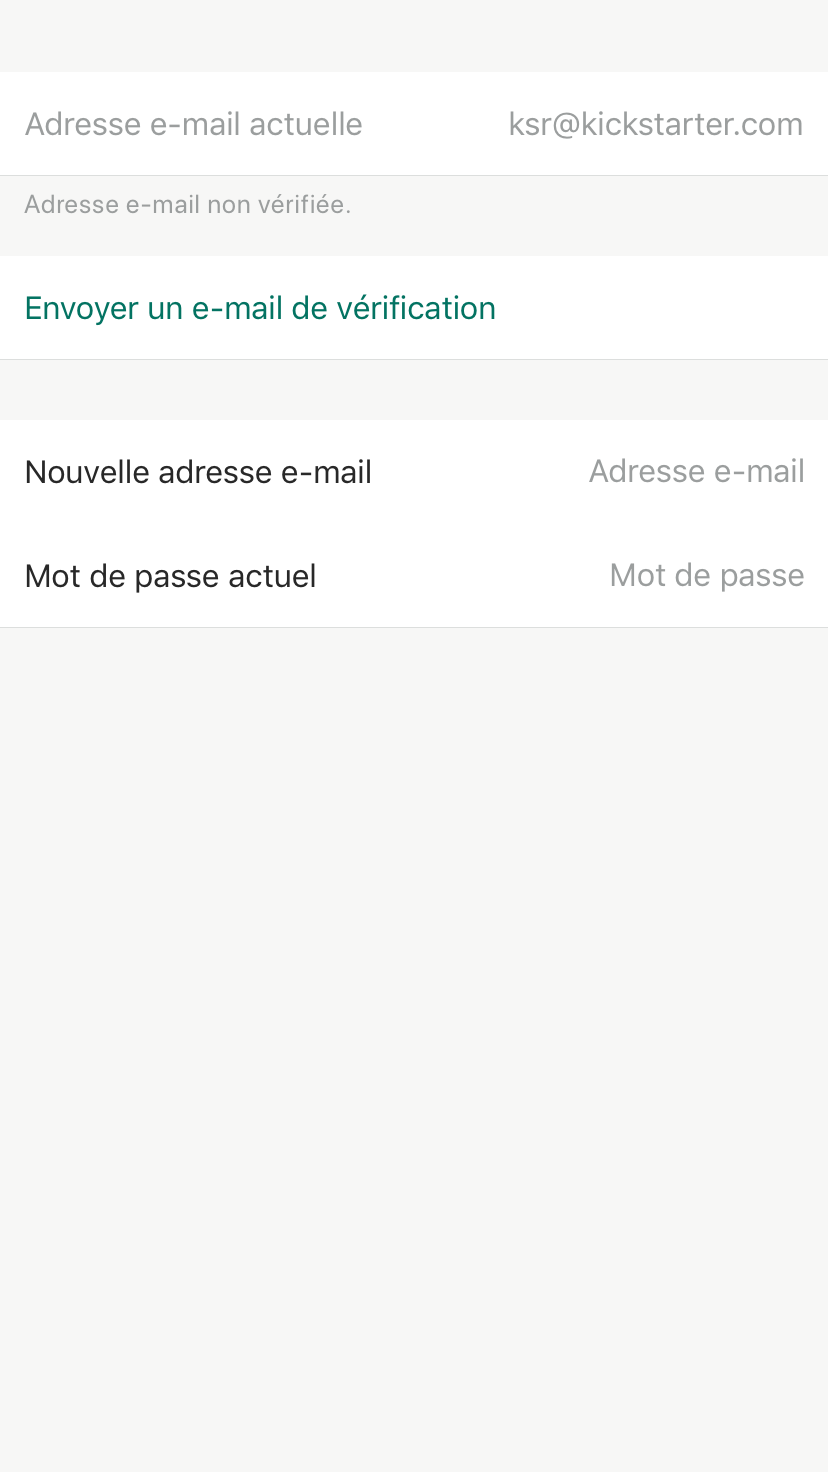 Adresse e-mail actuelle ksr@kickstarter.com
Adresse e-mail non vérifiée.
Envoyer un e-mail de vérification
Nouvelle adresse e-mail Adresse e-mail
Mot de passe actuel Mot de passe